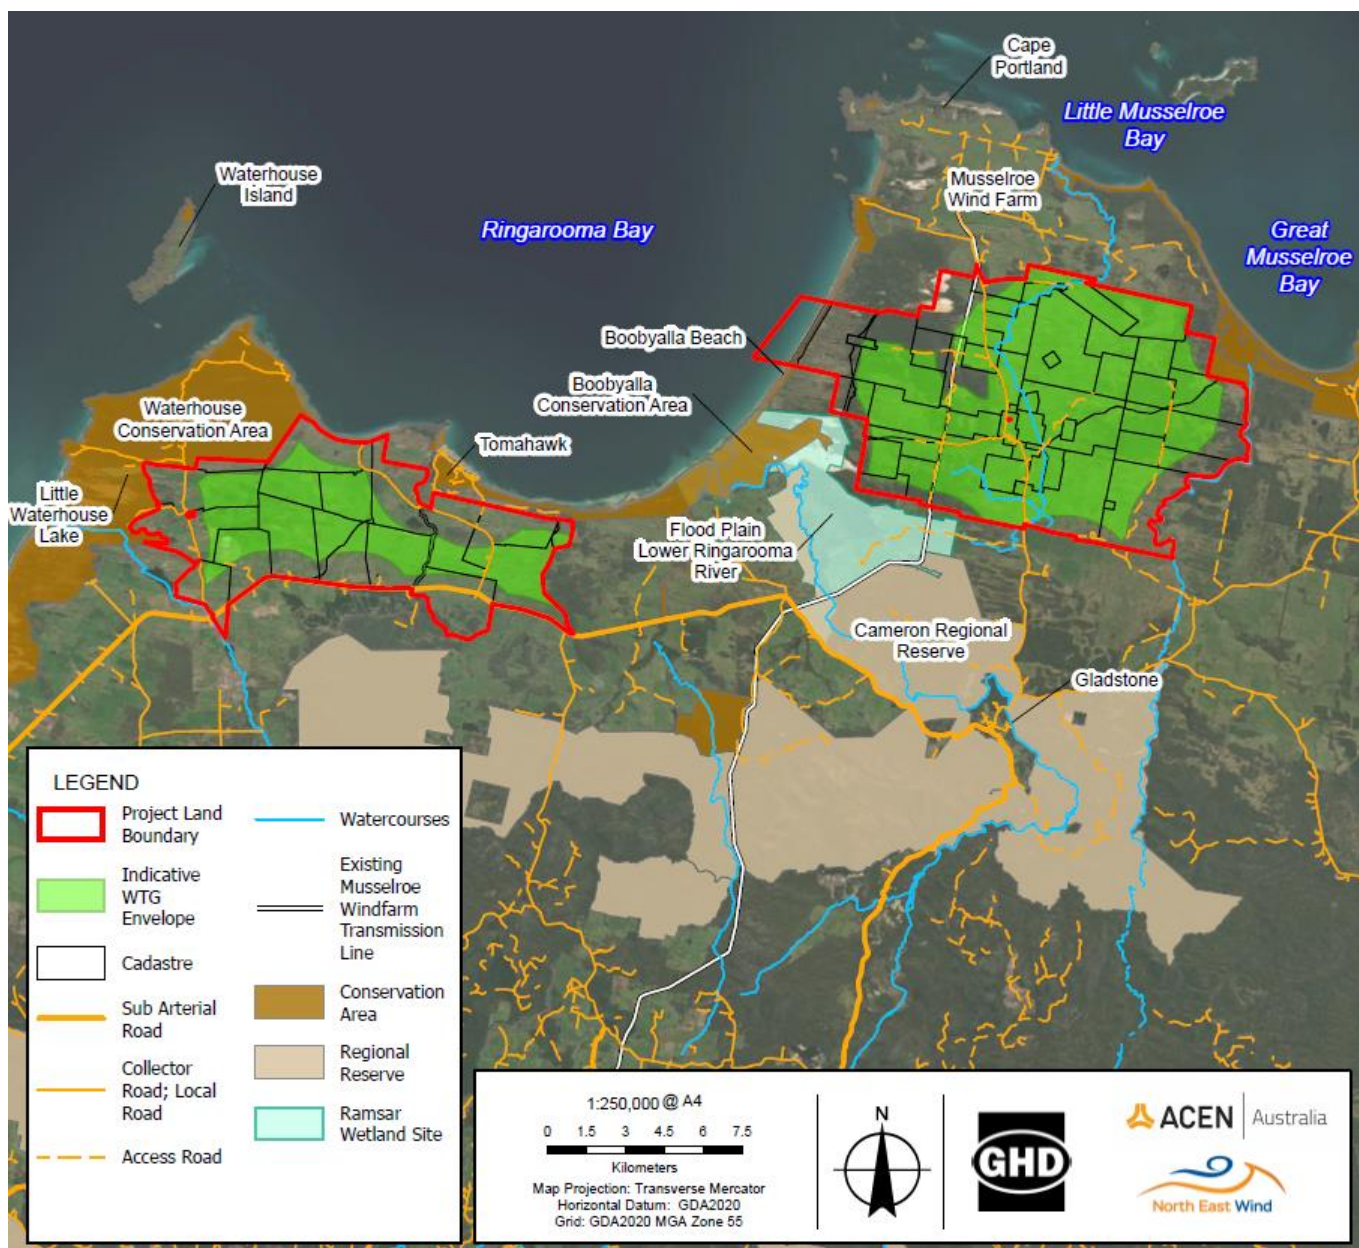 Cape
Portland
Little Musselroe
Bay
Waterhouse
Island
Musselroe
Wind Farm
Ringarooma Bay
Great
Musselroe
Bay
Boobyalla Beach
Boobyalla
Conservation Area
Waterhouse
Conservation Area
Tomahawk
Little
Waterhouse
Lake
Flood Plain
Lower Ringarooma
River
Cameron Regional
Reserve
Gladstone
LEGEND
Project Land
Boundary
Indicative
WTG
Envelope
Cadastre
Sub Arterial
Road
Collector
Road; Local
Road
Access Road
Watercourses
Existing
Musselroe
Windfarm
Transmission
Line
Conservation
Area
Regional
Reserve
Ramsar
Wetland Site
1:250,000 @ A4
0 1.5 3 4.5 6 7.5
Kilometers
Map Projection: Transverse Mercator
Horizontal Datum: GDA2020
Grid: GDA2020 MGA Zone 55
N
GHD
ACEN Australia
North East Wind